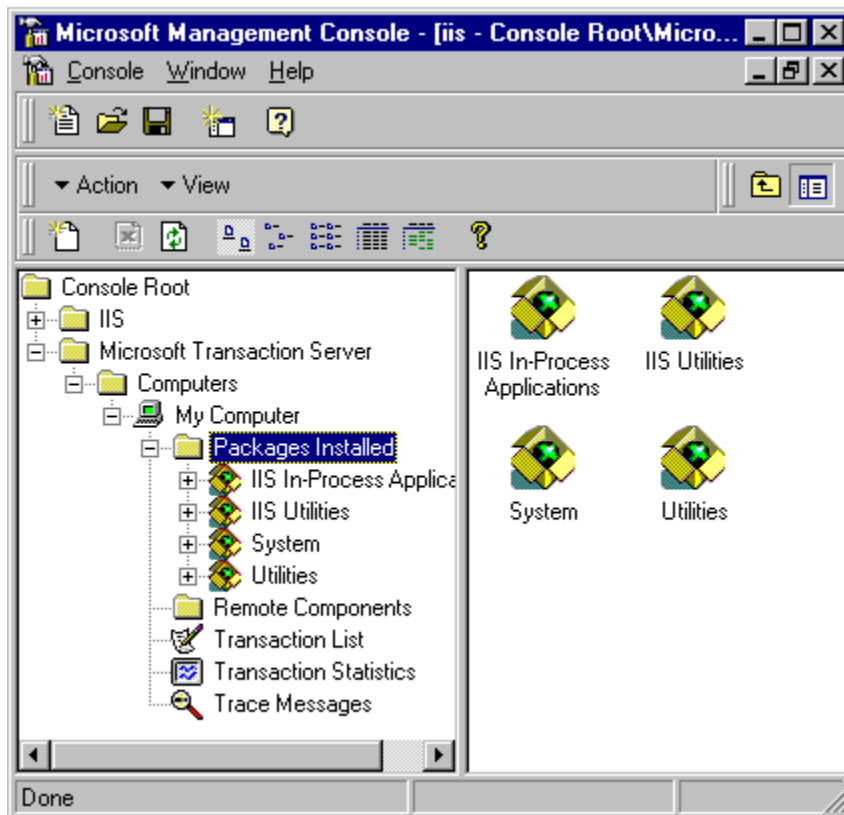 Microsoft Management Console - [iis - Console Root\Micro...
Console Window Help
Action View
Console Root
IIS
Microsoft Transaction Server
Computers
My Computer
Packages Installed
IIS In-Process Applica
IIS Utilities
System
Utilities
Remote Components
Transaction List
Transaction Statistics
Trace Messages
IIS In-Process
Applications
IIS Utilities
System
Utilities
Done